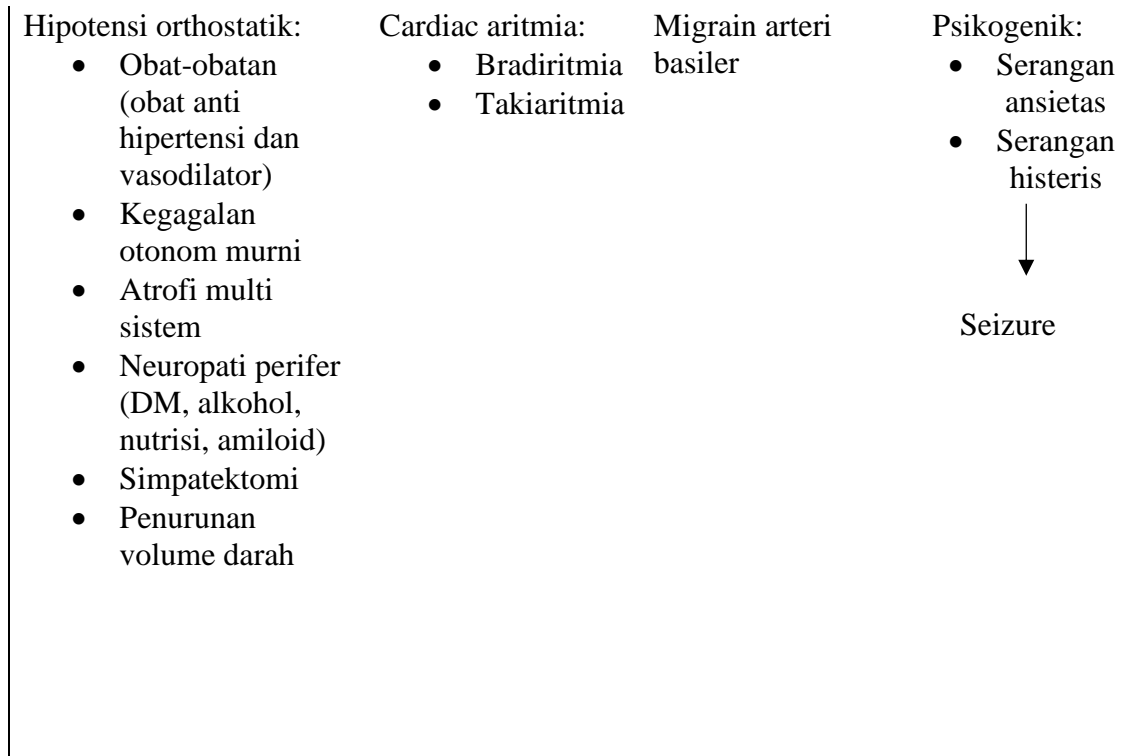 Hipotensi orthostatik:
• Obat-obatan
(obat anti
hipertensi dan
vasodilator)
• Kegagalan
otonom murni
• Atrofi multi
sistem
• Neuropati perifer
(DM, alkohol,
nutrisi, amiloid)
• Simpatektomi
• Penurunan
volume darah
Cardiac aritmia:
• Bradiritmia
• Takiaritmia
Migrain arteri
basiler
Psikogenik:
• Serangan
ansietas
• Serangan
histeris
Seizure